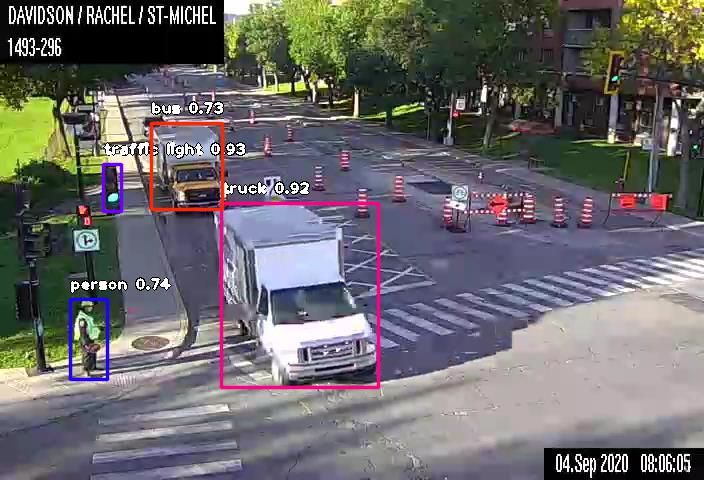 DAVIDSON / RACHEL / ST-MICHEL
1493-296
bus 0.73
traffic light 0.93
truck 0.92
person 0.74
04.Sep 2020 08:06:05